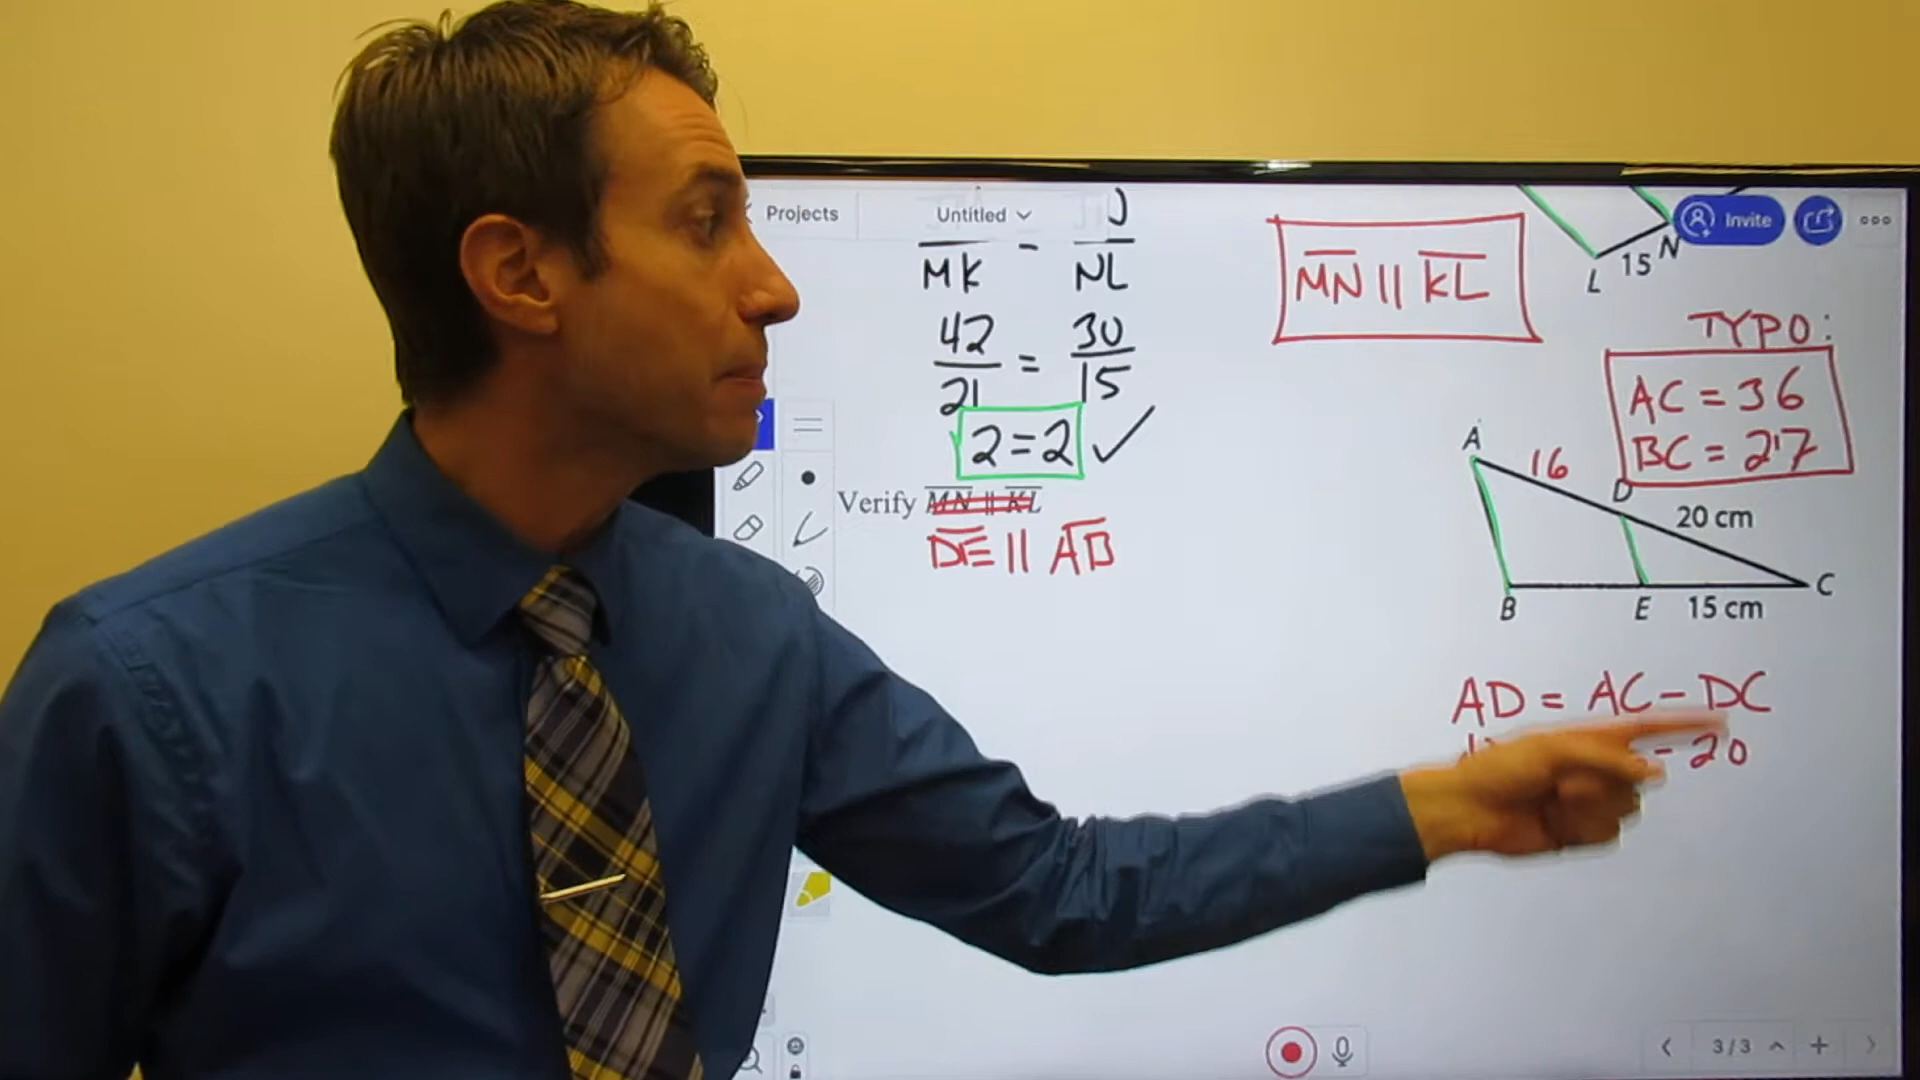 Projects
Untitled
Invite
MK - NL
42/21 = 30/15
2 = 2 ✓
MN || KL
L 15 N
TYPO:
AC = 36
BC = 27
Verify MN || KL
DE || AB
A 16 D 20 cm
B E 15 cm C
AD = AC - DC
- 20
3/3